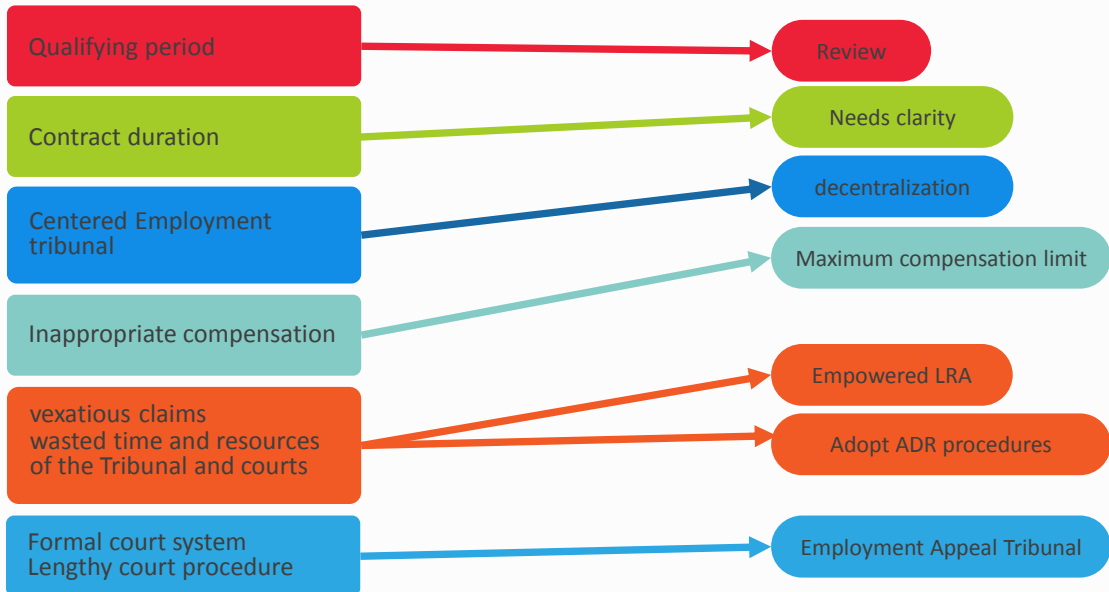 Qualifying period
Review
Contract duration
Needs clarity
Centered Employment
tribunal
decentralization
Inappropriate compensation
Maximum compensation limit
vexatious claims
wasted time and resources
of the Tribunal and courts
Empowered LRA
Adopt ADR procedures
Formal court system
Lengthy court procedure
Employment Appeal Tribunal